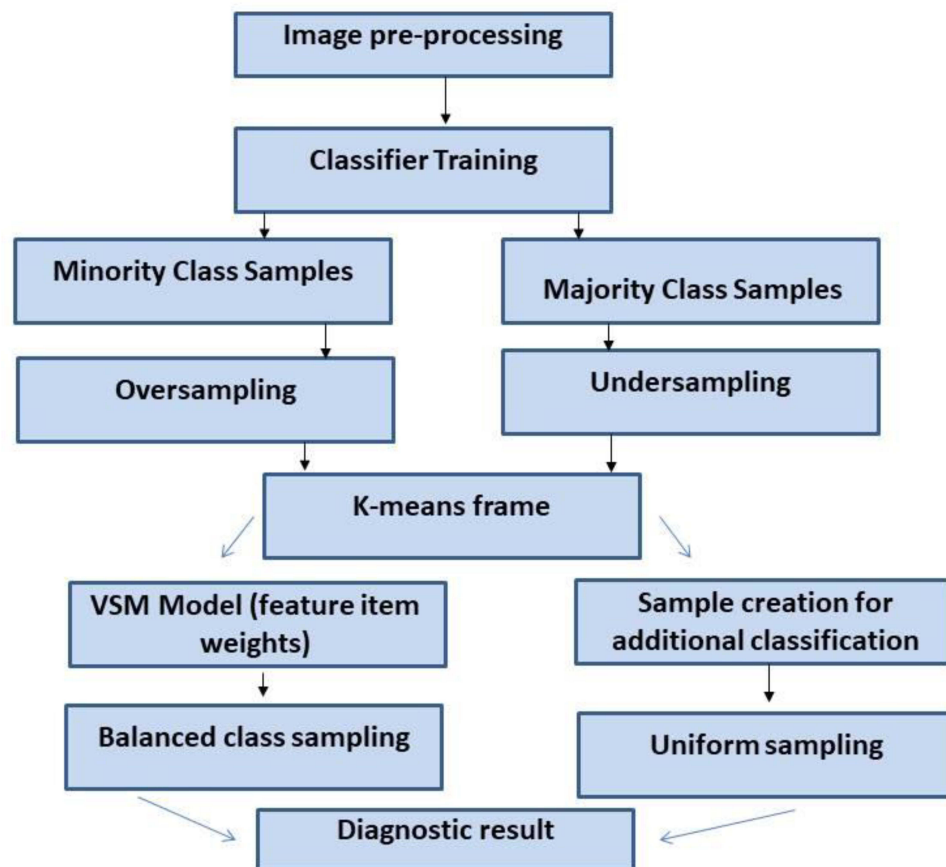 Image pre-processing
Classifier Training
Minority Class Samples
Majority Class Samples
Oversampling
Undersampling
K-means frame
VSM Model (feature item
weights)
Sample creation for
additional classification
Balanced class sampling
Uniform sampling
Diagnostic result